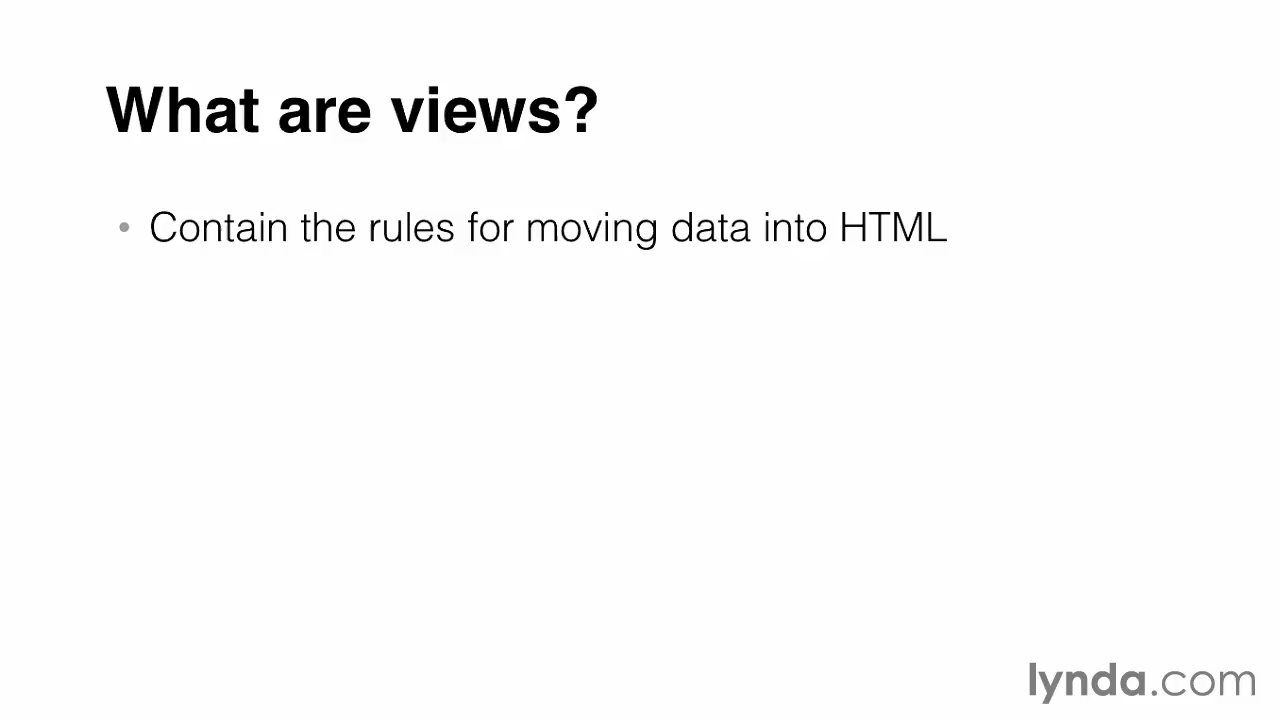 What are views?
• Contain the rules for moving data into HTML
lynda.com